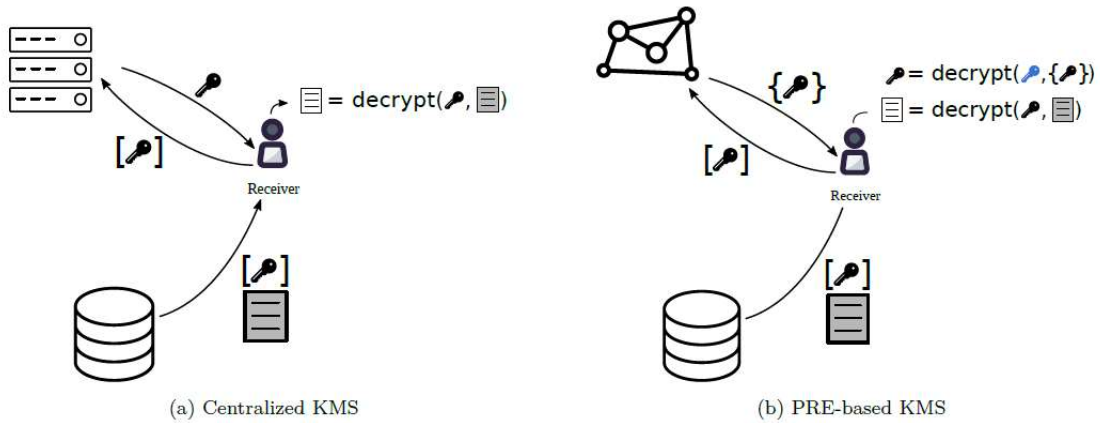 [ ]
= decrypt( , )
Receiver
[ ]
(a) Centralized KMS
{ }
= decrypt( ,{ })
= decrypt( , )
[ ]
Receiver
[ ]
(b) PRE-based KMS